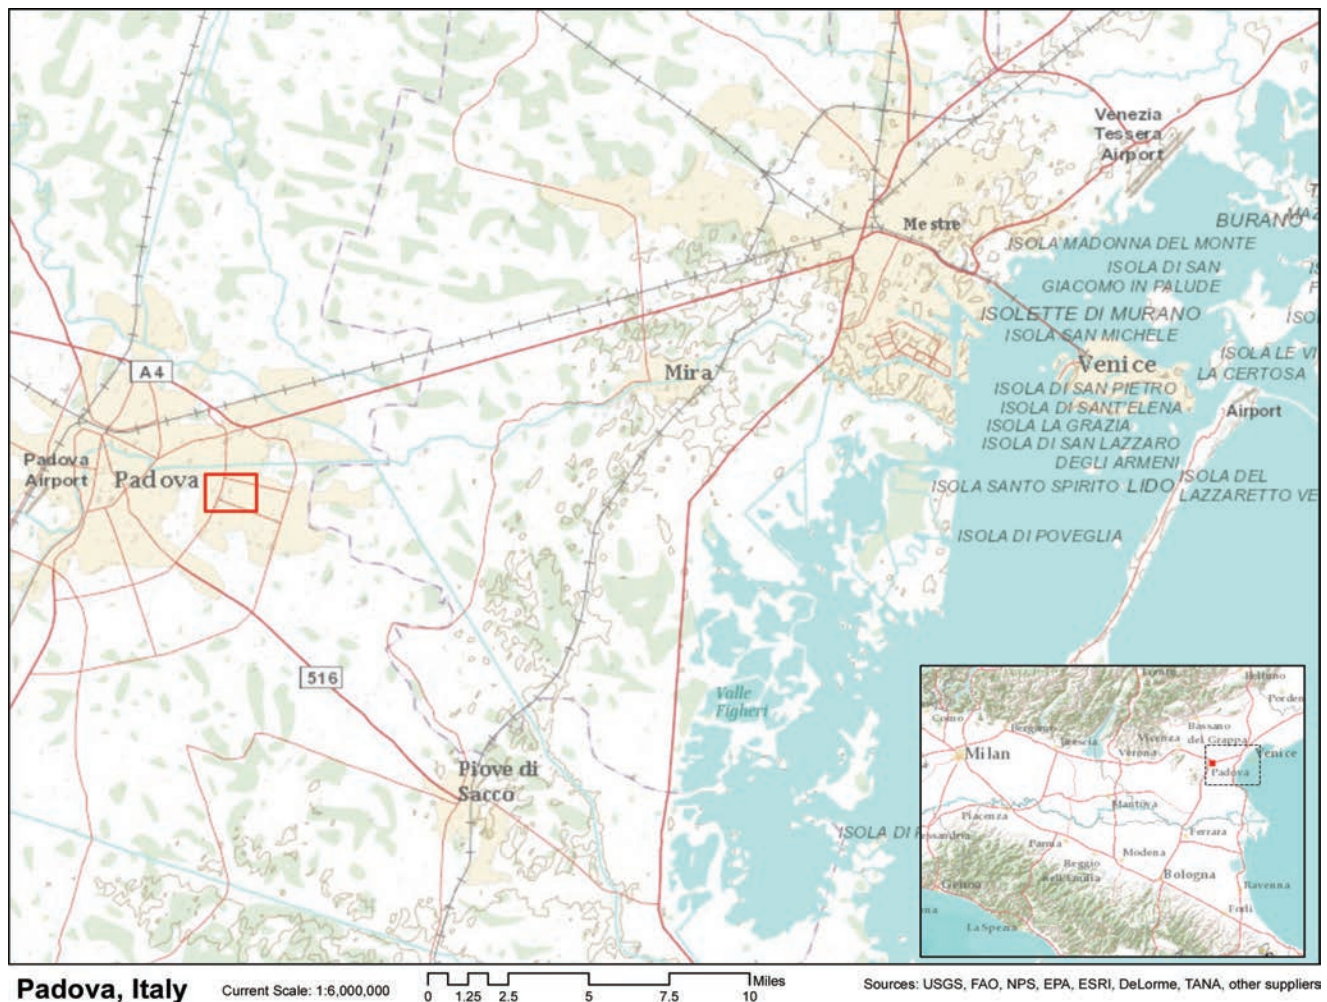 Venezia
Tessera
Airport
BURANO
Mestre
ISOLA MADONNA DEL MONTE
ISOLA DI SAN
GIACOMO IN PALUDE
ISOLETTE DI MURANO
ISOLA SAN MICHELE
Venice
ISOLA LE VI
LA CERTOSA
ISOLA DI SAN PIETRO
ISOLA DI SANT'ELENA
Airport
ISOLA LA GRAZIA
ISOLA DI SAN LAZZARO
DEGLI ARMENI
ISOLA SANTO SPIRITO
LIDO
ISOLA DEL
LAZZARETTO VE
ISOLA DI POVEGLIA
A4
Mira
Padova
Airport
Padova
516
Valle
Figheri
Piove di
Sacco
ISOLA DI
Como
Bergamo
Brescia
Milan
Verona
Vicenza
Bassano
del Grappa
Belluno
Porden
Venice
Padova
Mantova
Piacenza
Ferrara
Parma
Modena
Reggio
nell'Emilia
Bologna
Genoa
Ravenna
Forlì
La Spezia
Padova, Italy
Current Scale: 1:6,000,000
0 1.25 2.5 5 7.5 10
Miles
Sources: USGS, FAO, NPS, EPA, ESRI, DeLorme, TANA, other suppliers